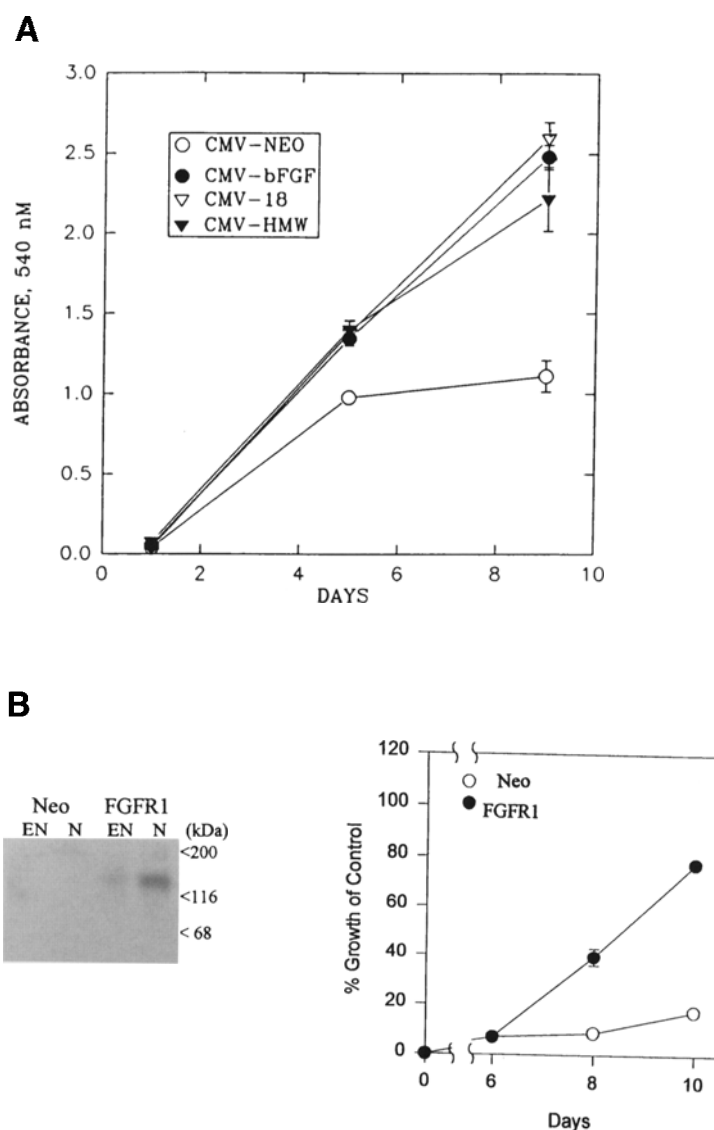 A
3.0
2.5
2.0
1.5
1.0
0.5
0.0
ABSORBANCE, 540 nM
CMV-NEO
CMV-bFGF
CMV-18
CMV-HMW
0 2 4 6 8 10
DAYS
B
Neo FGFR1
EN N EN N (kDa)
<200
<116
<68
120
100
80
60
40
20
0
% Growth of Control
Neo
FGFR1
0 6 8 10
Days